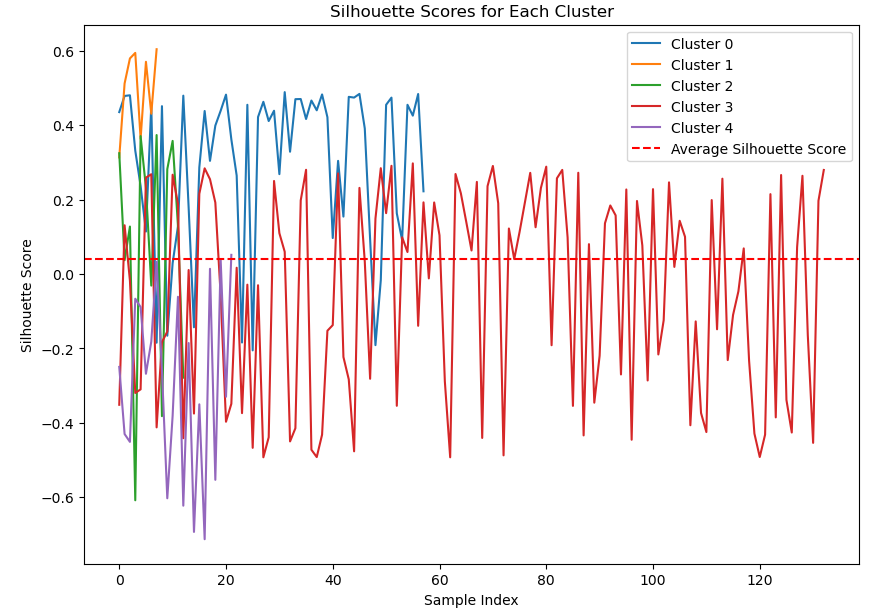 Silhouette Scores for Each Cluster
Cluster 0
Cluster 1
Cluster 2
Cluster 3
Cluster 4
Average Silhouette Score
Silhouette Score
0.6
0.4
0.2
0.0
−0.2
−0.4
−0.6
0 20 40 60 80 100 120
Sample Index